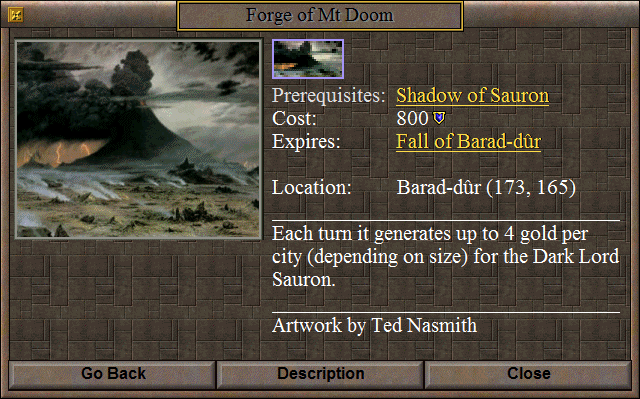 Forge of Mt Doom
Prerequisites: Shadow of Sauron
Cost: 800
Expires: Fall of Barad-dûr
Location: Barad-dûr (173, 165)
Each turn it generates up to 4 gold per
city (depending on size) for the Dark Lord
Sauron.
Artwork by Ted Nasmith
Go Back Description Close